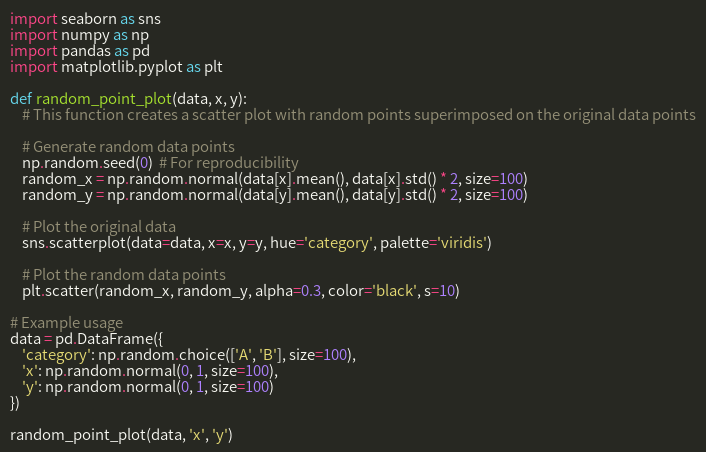 import seaborn as sns
import numpy as np
import pandas as pd
import matplotlib.pyplot as plt
def random_point_plot(data, x, y):
# This function creates a scatter plot with random points superimposed on the original data points
# Generate random data points
np.random.seed(0)  # For reproducibility
random_x = np.random.normal(data[x].mean(), data[x].std() * 2, size=100)
random_y = np.random.normal(data[y].mean(), data[y].std() * 2, size=100)
# Plot the original data
sns.scatterplot(data=data, x=x, y=y, hue='category', palette='viridis')
# Plot the random data points
plt.scatter(random_x, random_y, alpha=0.3, color='black', s=10)
# Example usage
data = pd.DataFrame({
'category': np.random.choice(['A', 'B'], size=100),
'x': np.random.normal(0, 1, size=100),
'y': np.random.normal(0, 1, size=100)
})
random_point_plot(data, 'x', 'y')